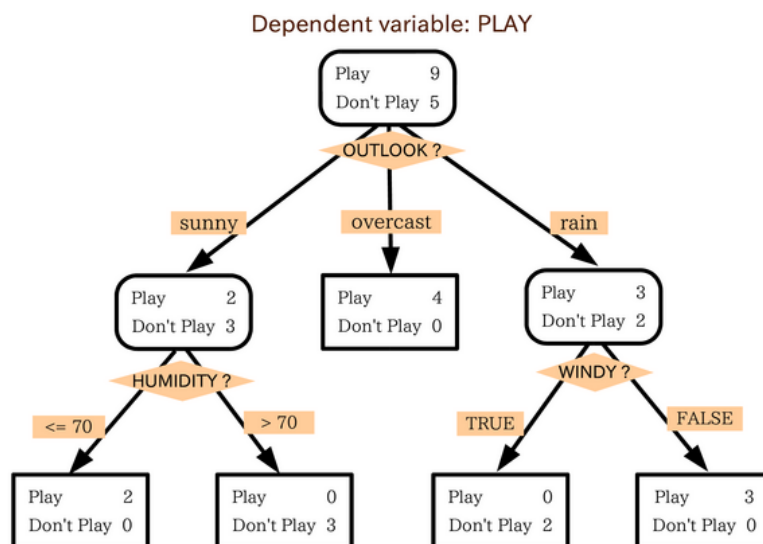 Dependent variable: PLAY
Play 9
Don't Play 5
OUTLOOK ?
sunny
overcast
rain
Play 2
Don't Play 3
Play 4
Don't Play 0
Play 3
Don't Play 2
HUMIDITY ?
WINDY ?
<= 70
> 70
TRUE
FALSE
Play 2
Don't Play 0
Play 0
Don't Play 3
Play 0
Don't Play 2
Play 3
Don't Play 0